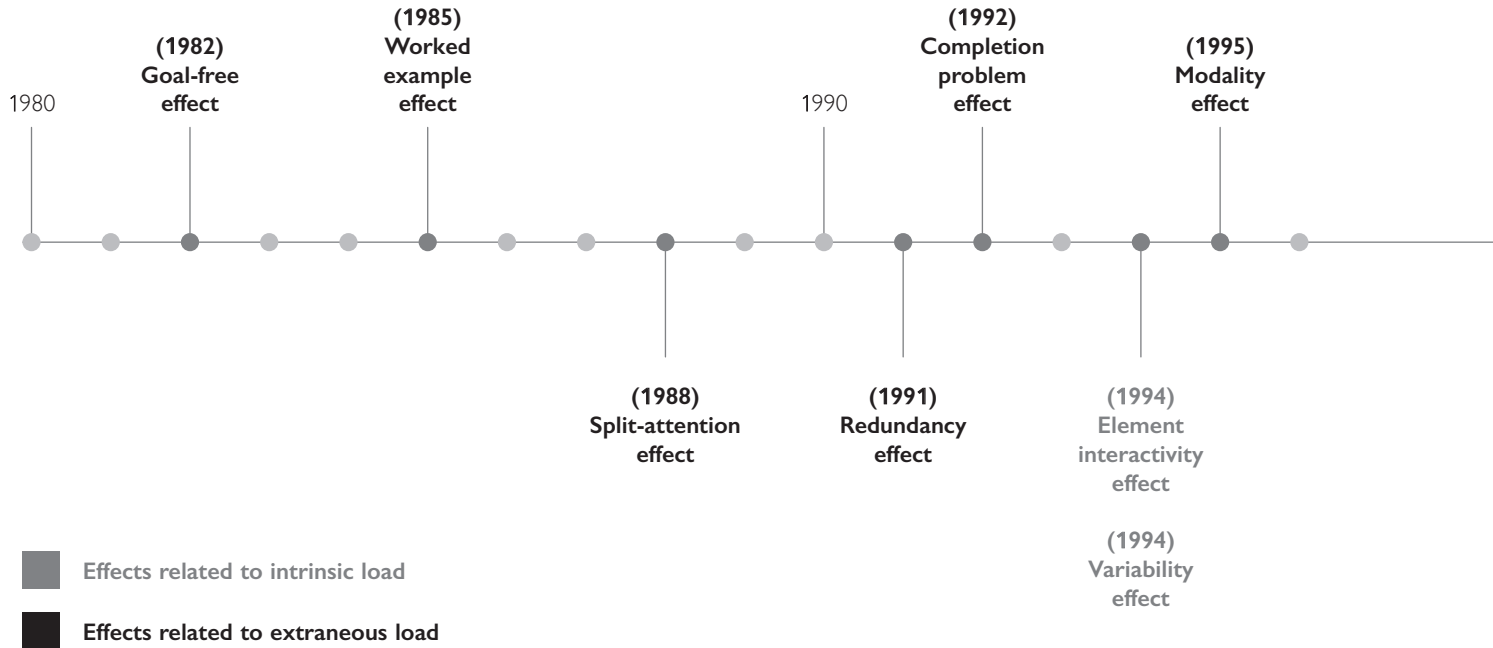 1980
(1982)
Goal-free
effect
(1985)
Worked
example
effect
1990
(1992)
Completion
problem
effect
(1995)
Modality
effect
(1988)
Split-attention
effect
(1991)
Redundancy
effect
(1994)
Element
interactivity
effect
(1994)
Variability
effect
Effects related to intrinsic load
Effects related to extraneous load